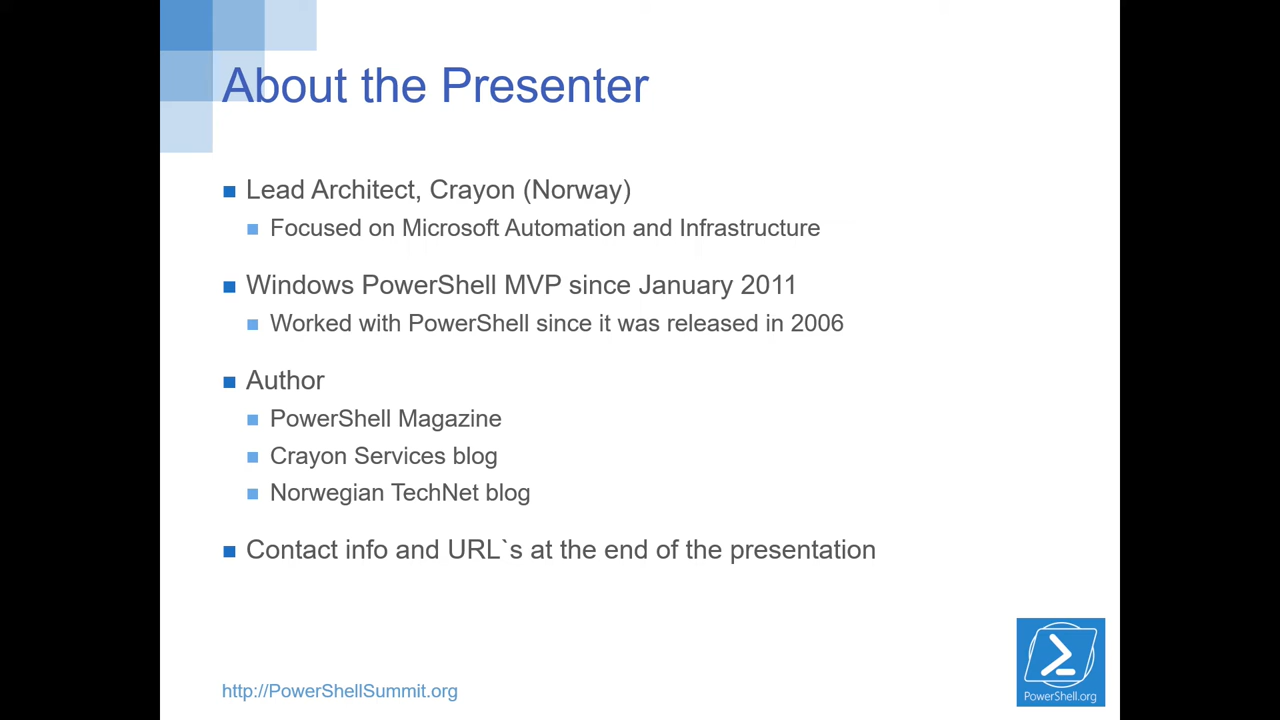 About the Presenter
Lead Architect, Crayon (Norway)
Focused on Microsoft Automation and Infrastructure
Windows PowerShell MVP since January 2011
Worked with PowerShell since it was released in 2006
Author
PowerShell Magazine
Crayon Services blog
Norwegian TechNet blog
Contact info and URL`s at the end of the presentation
http://PowerShellSummit.org
PowerShell.org